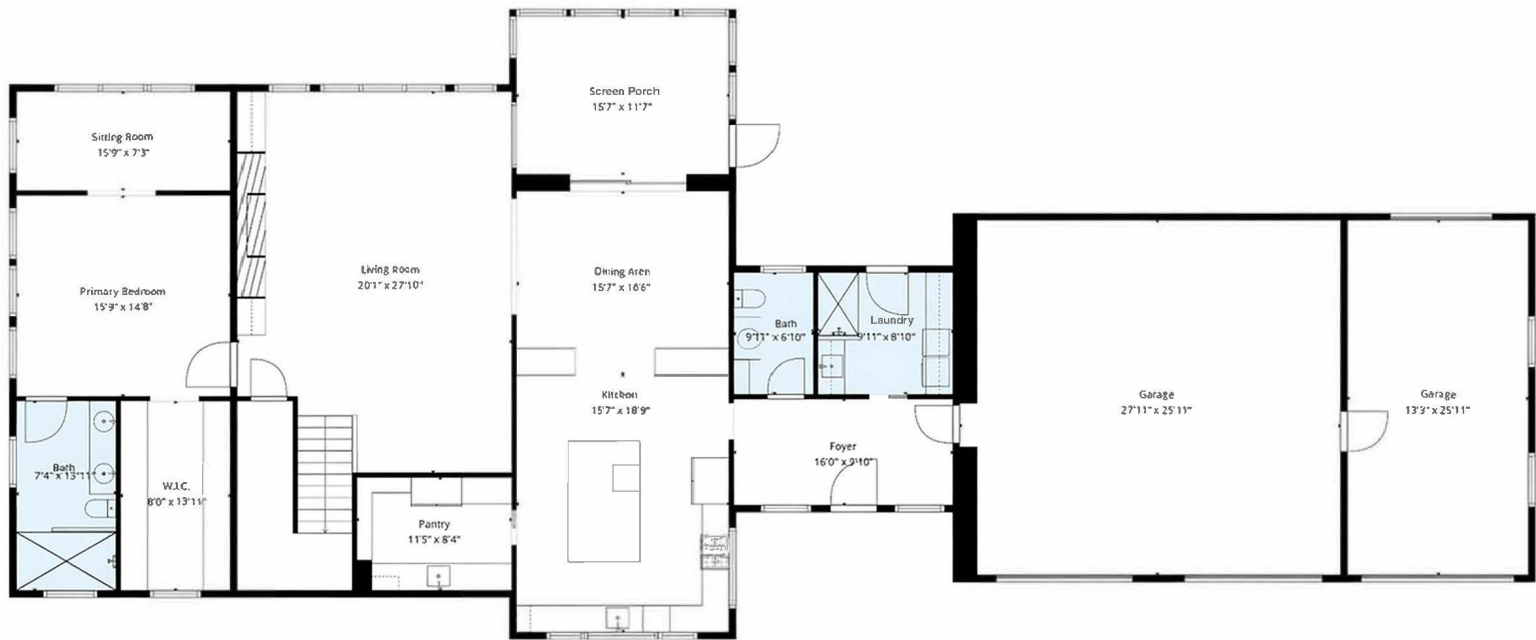 Screen Porch
15'7" x 11'7"
Sitting Room
15'9" x 7'3"
Primary Bedroom
15'9" x 14'8"
Living Room
20'1" x 27'10"
Dining Area
15'7" x 16'6"
Bath
9'11" x 6'10"
Laundry
9'11" x 8'10"
Kitchen
15'7" x 18'9"
Garage
27'11" x 25'11"
Garage
13'3" x 25'11"
Foyer
16'0" x 9'10"
Bath
7'4" x 13'11"
W.I.C.
8'0" x 13'11"
Pantry
11'5" x 8'4"